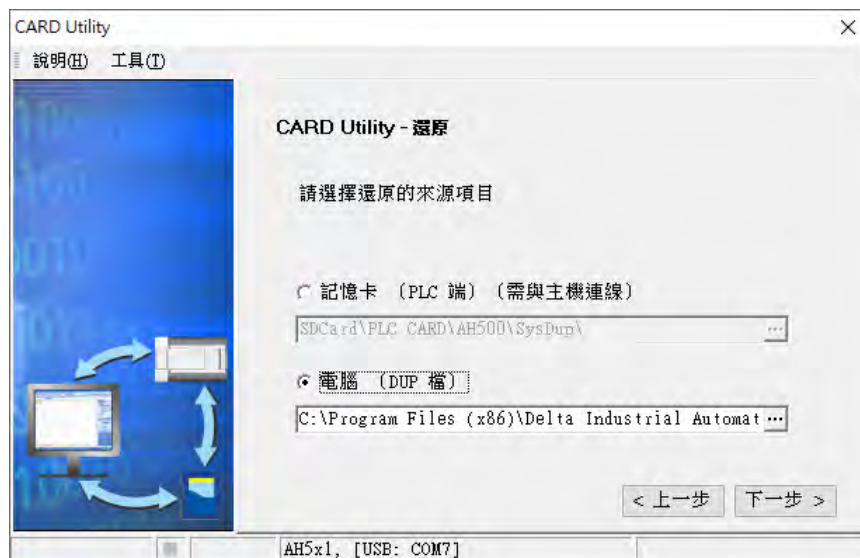 CARD Utility
說明(H) 工具(T)
CARD Utility - 還原
請選擇還原的來源項目
記憶卡 （PLC 端）（需與主機連線）
SDCard\PLC CARD\AH500\SysDup\
...
電腦 （DUP 檔）
C:\Program Files (x86)\Delta Industrial Automat
...
< 上一步 下一步 >
AH5x1, [USB: COM7]